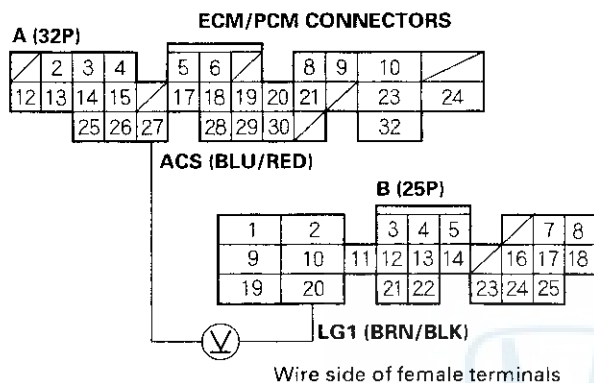 ECM/PCM CONNECTORS
A (32P)
2 3 4 5 6 8 9 10
12 13 14 15 17 18 19 20 21 23 24
25 26 27 28 29 30 32
ACS (BLU/RED)
B (25P)
1 2 3 4 5 7 8
9 10 11 12 13 14 16 17 18
19 20 21 22 23 24 25
LG1 (BRN/BLK)
V
Wire side of female terminals